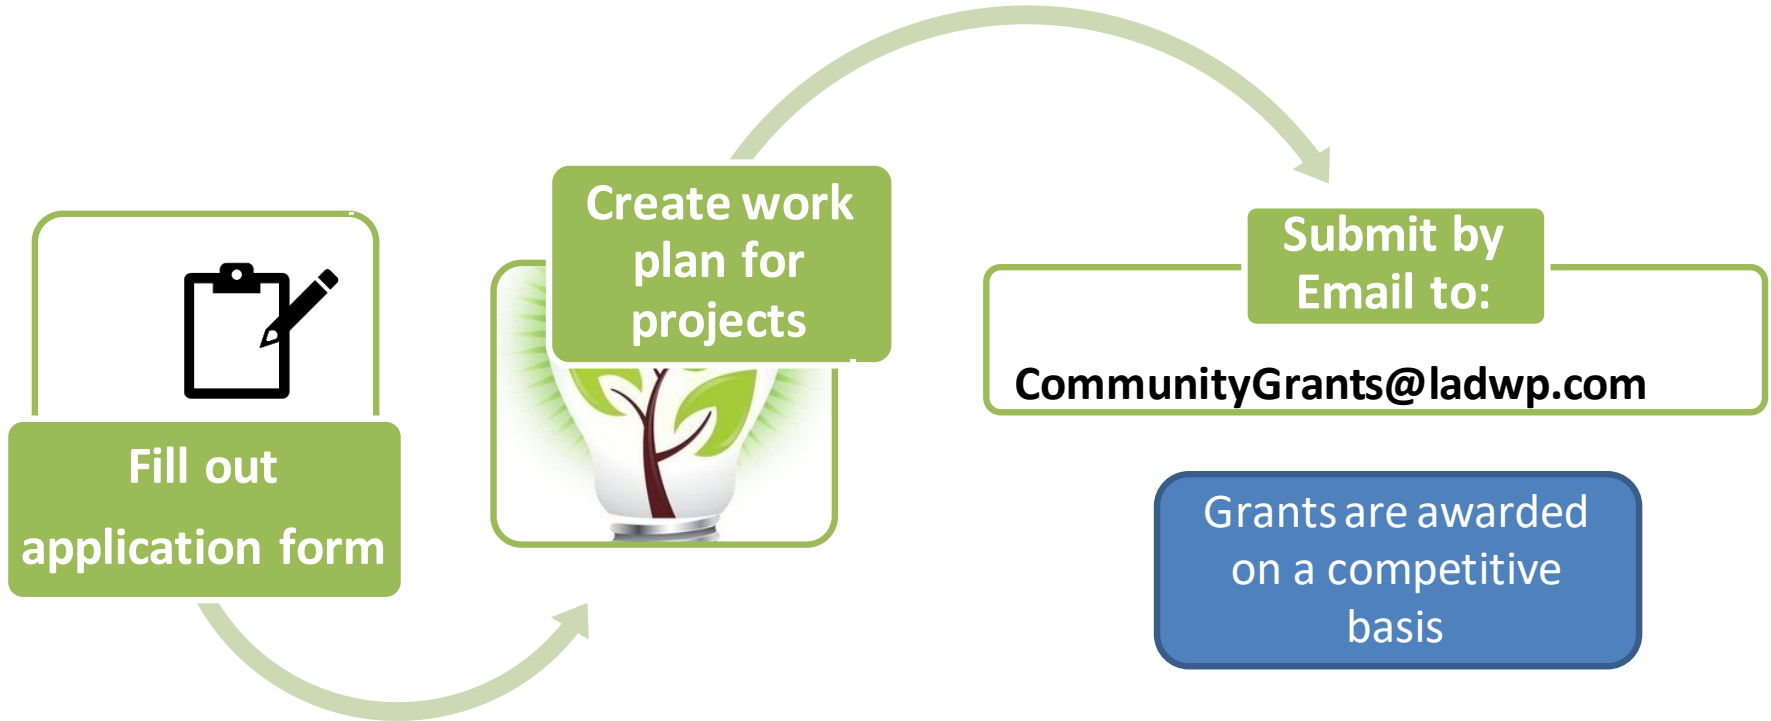 Fill out
application form
Create work
plan for
projects
Submit by
Email to:
CommunityGrants@ladwp.com
Grants are awarded
on a competitive
basis